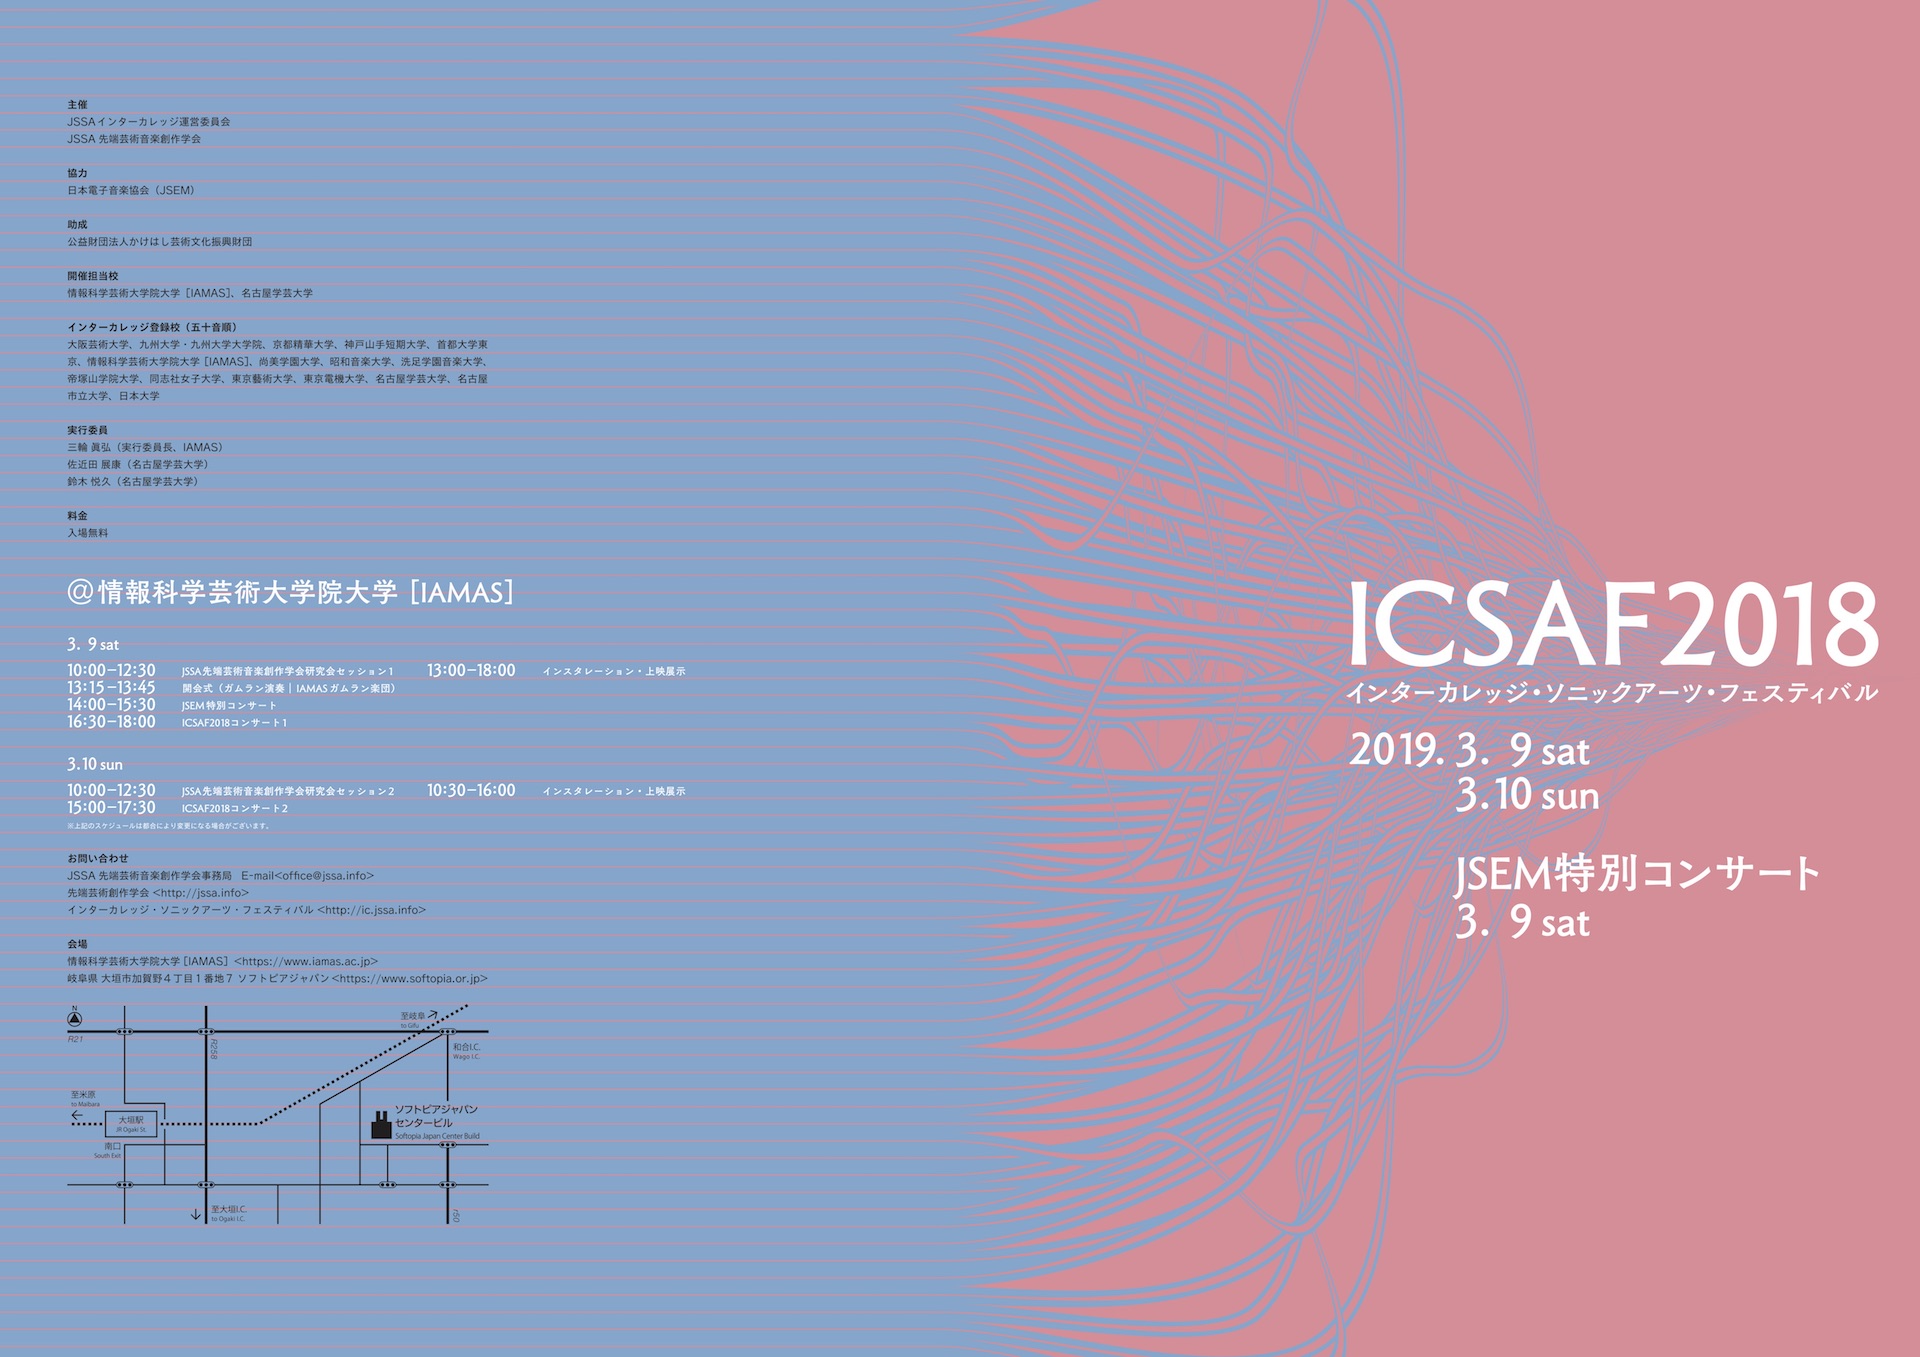 主催
JSSAインターカレッジ運営委員会
JSSA 先端芸術音楽創作学会
協力
日本電子音楽協会（JSEM）
助成
公益財団法人かけはし芸術文化振興財団
開催担当校
情報科学芸術大学院大学［IAMAS］、名古屋学芸大学
インターカレッジ登録校（五十音順）
大阪芸術大学、九州大学・九州大学大学院、京都精華大学、神戸山手短期大学、首都大学東
京、情報科学芸術大学院大学［IAMAS］、尚美学園大学、昭和音楽大学、洗足学園音楽大学、
帝塚山学院大学、同志社女子大学、東京藝術大学、東京電機大学、名古屋学芸大学、名古屋
市立大学、日本大学
実行委員
三輪 眞弘（実行委員長、IAMAS）
佐近田 展康（名古屋学芸大学）
鈴木 悦久（名古屋学芸大学）
料金
入場無料
@情報科学芸術大学院大学［IAMAS］
3. 9 sat
10:00–12:30 JSSA先端芸術音楽創作学会研究会セッション1 13:00–18:00 インスタレーション・上映展示
13:15–13:45 開会式（ガムラン演奏｜IAMASガムラン楽団）
14:00–15:30 JSEM特別コンサート
16:30–18:00 ICSAF2018コンサート1
3.10 sun
10:00–12:30 JSSA先端芸術音楽創作学会研究会セッション2 10:30–16:00 インスタレーション・上映展示
15:00–17:30 ICSAF2018コンサート2
※上記のスケジュールは都合により変更になる場合がございます。
お問い合わせ
JSSA 先端芸術音楽創作学会事務局 E-mail<office@jssa.info>
先端芸術創作学会 <http://jssa.info>
インターカレッジ・ソニックアーツ・フェスティバル <http://ic.jssa.info>
会場
情報科学芸術大学院大学［IAMAS］<https://www.iamas.ac.jp>
岐阜県 大垣市加賀野4丁目1番地7 ソフトピアジャパン<https://www.softopia.or.jp>
N
R21
R258
至岐阜
to Gifu
和合I.C.
Wago I.C.
至米原
to Maibara
大垣駅
JR Ogaki St.
南口
South Exit
ソフトピアジャパン
センタービル
Softopia Japan Center Build
至大垣I.C.
to Ogaki I.C.
r50
ICSAF2018
インターカレッジ・ソニックアーツ・フェスティバル
2019. 3. 9 sat
3.10 sun
JSEM特別コンサート
3. 9 sat